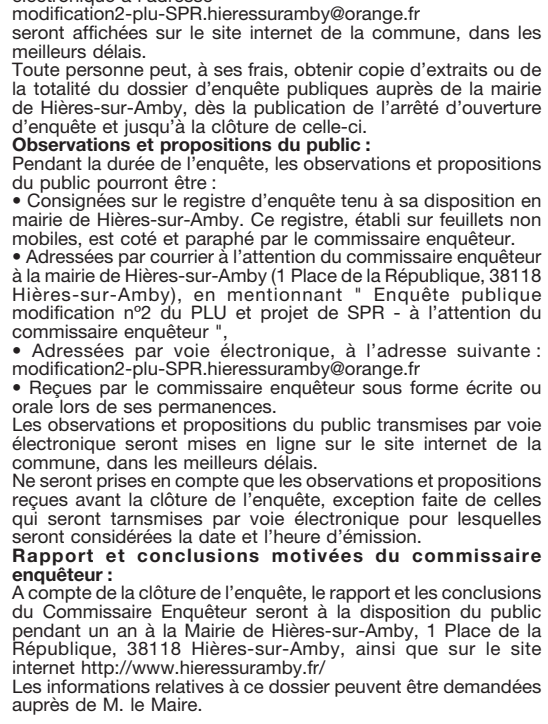 électronique à l'adresse
modification2-plu-SPR.hieressuramby@orange.fr
seront affichées sur le site internet de la commune, dans les
meilleurs délais.
Toute personne peut, à ses frais, obtenir copie d'extraits ou de
la totalité du dossier d'enquête publiques auprès de la mairie
de Hières-sur-Amby, dès la publication de l'arrêté d'ouverture
d'enquête et jusqu'à la clôture de celle-ci.
Observations et propositions du public :
Pendant la durée de l'enquête, les observations et propositions
du public pourront être :
• Consignées sur le registre d'enquête tenu à sa disposition en
mairie de Hières-sur-Amby. Ce registre, établi sur feuillets non
mobiles, est coté et paraphé par le commissaire enquêteur.
• Adressées par courrier à l'attention du commissaire enquêteur
à la mairie de Hières-sur-Amby (1 Place de la République, 38118
Hières-sur-Amby), en mentionnant " Enquête publique
modification nº2 du PLU et projet de SPR - à l'attention du
commissaire enquêteur ",
• Adressées par voie électronique, à l'adresse suivante :
modification2-plu-SPR.hieressuramby@orange.fr
• Reçues par le commissaire enquêteur sous forme écrite ou
orale lors de ses permanences.
Les observations et propositions du public transmises par voie
électronique seront mises en ligne sur le site internet de la
commune, dans les meilleurs délais.
Ne seront prises en compte que les observations et propositions
reçues avant la clôture de l'enquête, exception faite de celles
qui seront tarnsmises par voie électronique pour lesquelles
seront considérées la date et l'heure d'émission.
Rapport et conclusions motivées du commissaire
enquêteur :
A compte de la clôture de l'enquête, le rapport et les conclusions
du Commissaire Enquêteur seront à la disposition du public
pendant un an à la Mairie de Hières-sur-Amby, 1 Place de la
République, 38118 Hières-sur-Amby, ainsi que sur le site
internet http://www.hieressuramby.fr/
Les informations relatives à ce dossier peuvent être demandées
auprès de M. le Maire.